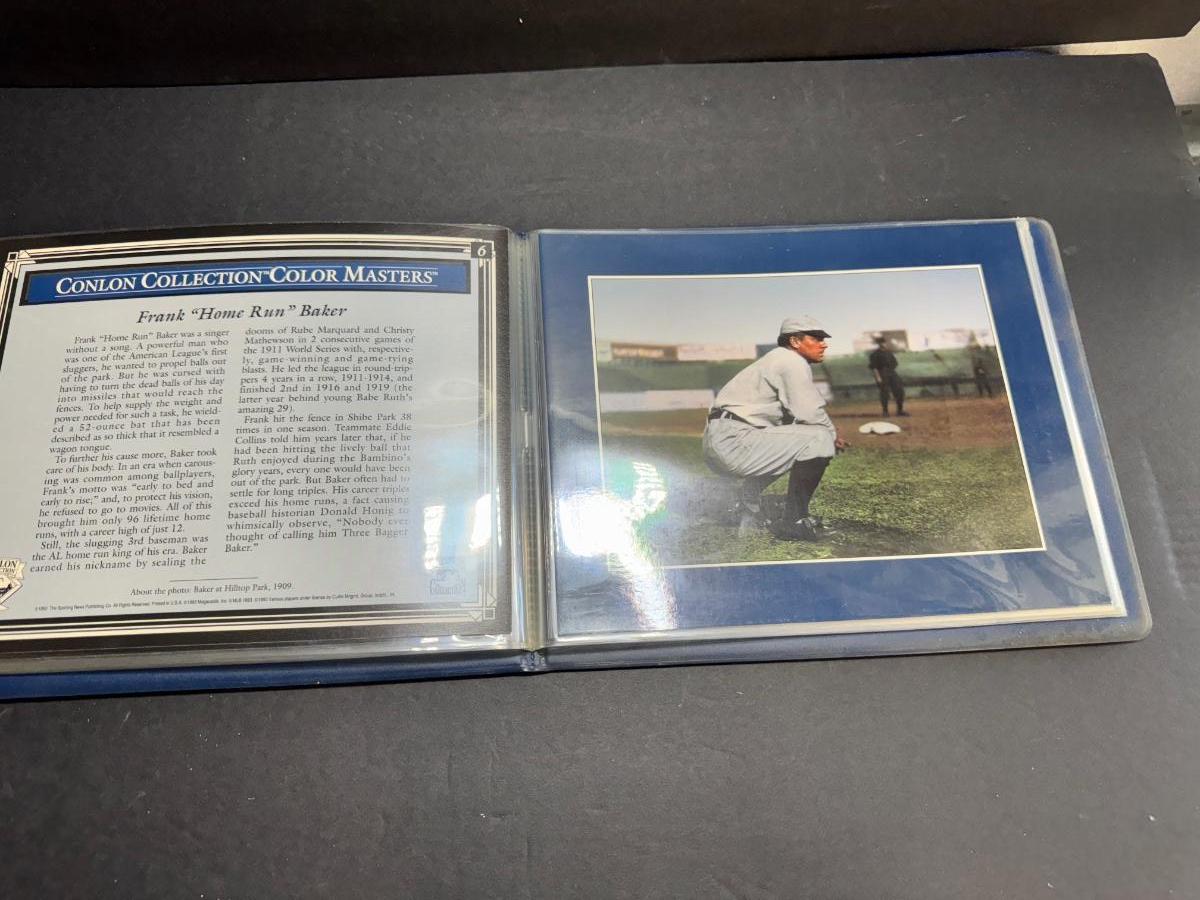 6
CONLON COLLECTION™ COLOR MASTERS™
Frank "Home Run" Baker
Frank "Home Run" Baker was a singer
without a song. A powerful man who
was one of the American League's first
sluggers, he wanted to propel balls out
of the park. But he was cursed with
having to turn the dead balls of his day
into missiles that would reach the
fences. To help supply the weight and
power needed for such a task, he wield-
ed a 52-ounce bat that has been
described as so thick that it resembled a
wagon tongue.
To further his cause more, Baker took
care of his body. In an era when carous-
ing was common among ballplayers,
Frank's motto was "early to bed and
early to rise;" and, to protect his vision,
he refused to go to movies. All of this
brought him only 96 lifetime home
runs, with a career high of just 12.
Still, the slugging 3rd baseman was
the AL home run king of his era. Baker
earned his nickname by sealing the
dooms of Rube Marquard and Christy
Mathewson in 2 consecutive games of
the 1911 World Series with, respective-
ly, game-winning and game-tying
blasts. He led the league in round-trip-
pers 4 years in a row, 1911-1914, and
finished 2nd in 1916 and 1919 (the
latter year behind young Babe Ruth's
amazing 29).
Frank hit the fence in Shibe Park 38
times in one season. Teammate Eddie
Collins told him years later that, if he
had been hitting the lively ball that
Ruth enjoyed during the Bambino's
glory years, every one would have been
out of the park. But Baker often had to
settle for long triples. His career triples
exceed his home runs, a fact causing
baseball historian Donald Honig to
whimsically observe, "Nobody ever
thought of calling him Three Bagger
Baker."
About the photo: Baker at Hilltop Park, 1909.
The Sporting News Publishing Co. All Rights Reserved. Printed in U.S.A.